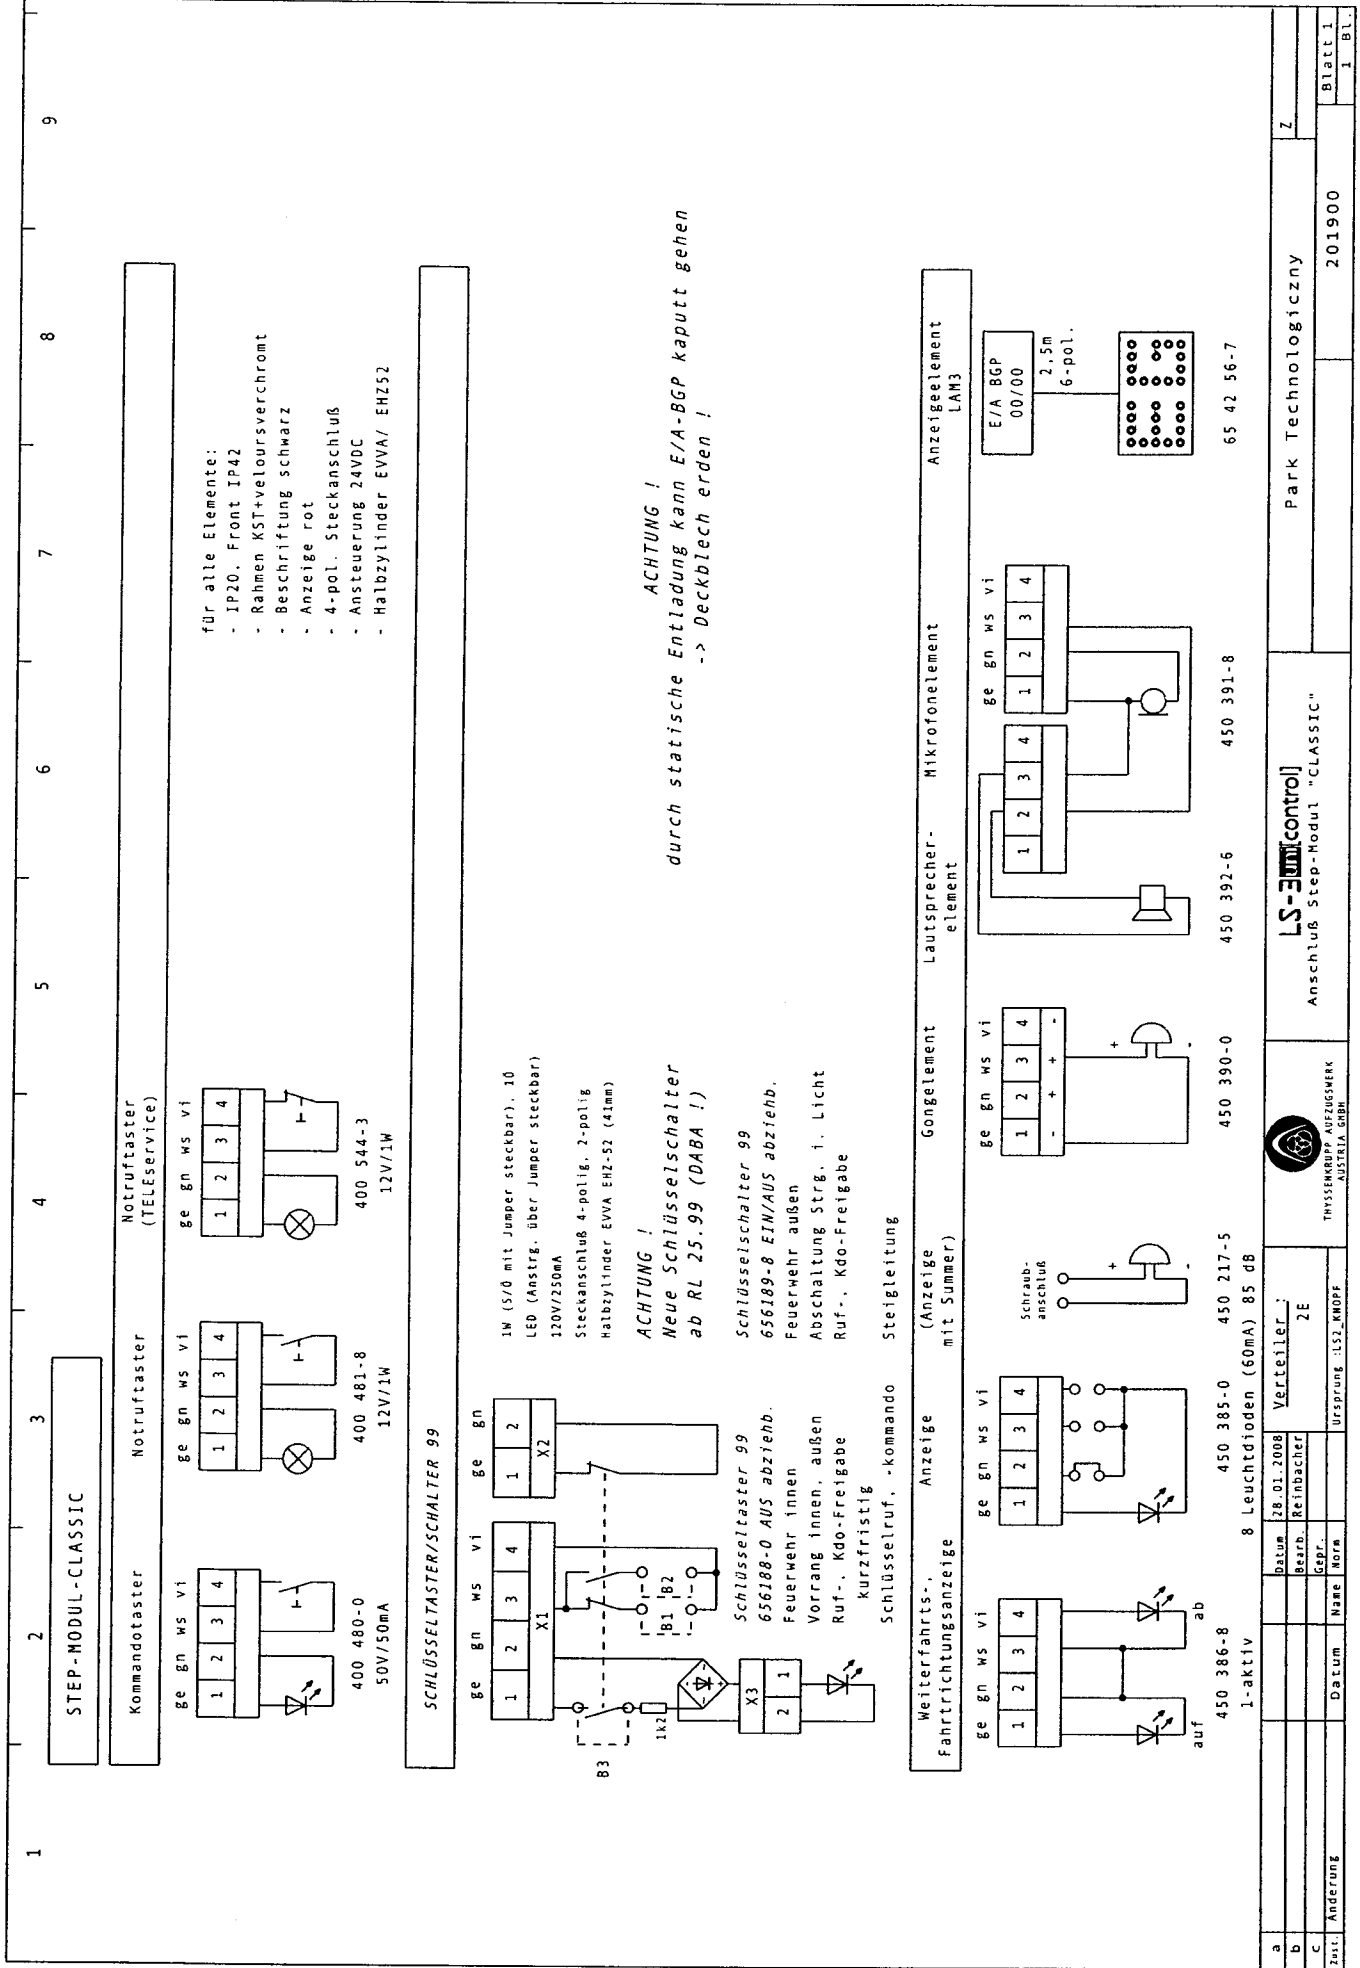 1 2 3 4 5 6 7 8 9
STEP-MODUL-CLASSIC
Kommandotaster
Notruftaster
Notruftaster
(TELEservice)
ge gn ws vi
1 2 3 4
400 480-0
50V/50mA
ge gn ws vi
1 2 3 4
400 481-8
12V/1W
ge gn ws vi
1 2 3 4
400 544-3
12V/1W
für alle Elemente:
- IP20, Front IP42
- Rahmen KST+veloursverchromt
- Beschriftung schwarz
- Anzeige rot
- 4-pol. Steckanschluß
- Ansteuerung 24VDC
- Halbzylinder EVVA/ EHZ52
SCHLÜSSELTASTER/SCHALTER 99
ge gn ws vi
1 2 3 4
X1
ge gn
1 2
X2
B3
B1
B2
1k2
X3
2 1
1W (S/Ö mit Jumper steckbar), 1Ö
LED (Anstrg. über Jumper steckbar)
120V/250mA
Steckanschluß 4-polig, 2-polig
Halbzylinder EVVA EHZ-52 (41mm)
ACHTUNG !
Neue Schlüsselschalter
ab RL 25.99 (DABA !)
Schlüsseltaster 99
656188-0 AUS abziehb.
Feuerwehr innen
Vorrang innen, außen
Ruf-, Kdo-Freigabe
kurzfristig
Schlüsselruf, -kommando
Schlüsselschalter 99
656189-8 EIN/AUS abziehb.
Feuerwehr außen
Abschaltung Strg. i. Licht
Ruf-, Kdo-Freigabe
Steigleitung
ACHTUNG !
durch statische Entladung kann E/A-BGP kaputt gehen
-> Deckblech erden !
Weiterfahrts-,
Fahrtrichtungsanzeige
Anzeige
(Anzeige
mit Summer)
Gongelement
Lautsprecher-
element
Mikrofonelement
Anzeigeelement
LAM3
ge gn ws vi
1 2 3 4
auf
ab
450 386-8
1-aktiv
ge gn ws vi
1 2 3 4
450 385-0
8 Leuchtdioden (60mA) 85 dB
Schraub-
anschluß
+
-
450 217-5
ge gn ws vi
1 2 3 4
- + + -
+
-
450 390-0
1 2 3 4
450 392-6
ge gn ws vi
1 2 3 4
450 391-8
E/A BGP
00/00
2,5m
6-pol.
65 42 56-7
a
b
c
Zust. Änderung Datum Name Norm
Datum 28.01.2008
Bearb. Reinbacher
Gepr.
Verteiler :
2E
Ursprung :LS2_KNOPF
THYSSENKRUPP AUFZUGSWERK
AUSTRIA GMBH
LS-3 uni[control]
Anschluß Step-Modul "CLASSIC"
Park Technologiczny
Z
201900
Blatt 1
1 Bl.